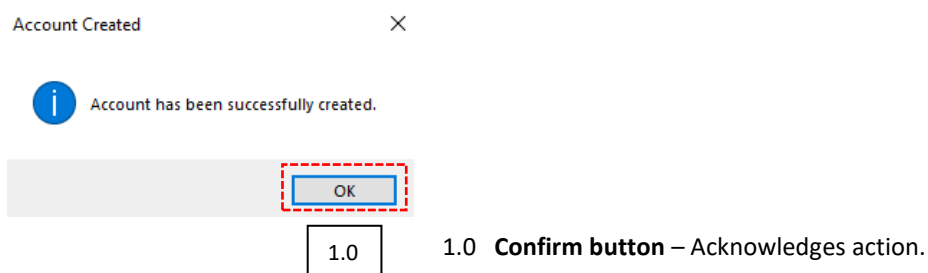 Account Created
Account has been successfully created.
OK
1.0
1.0 Confirm button – Acknowledges action.